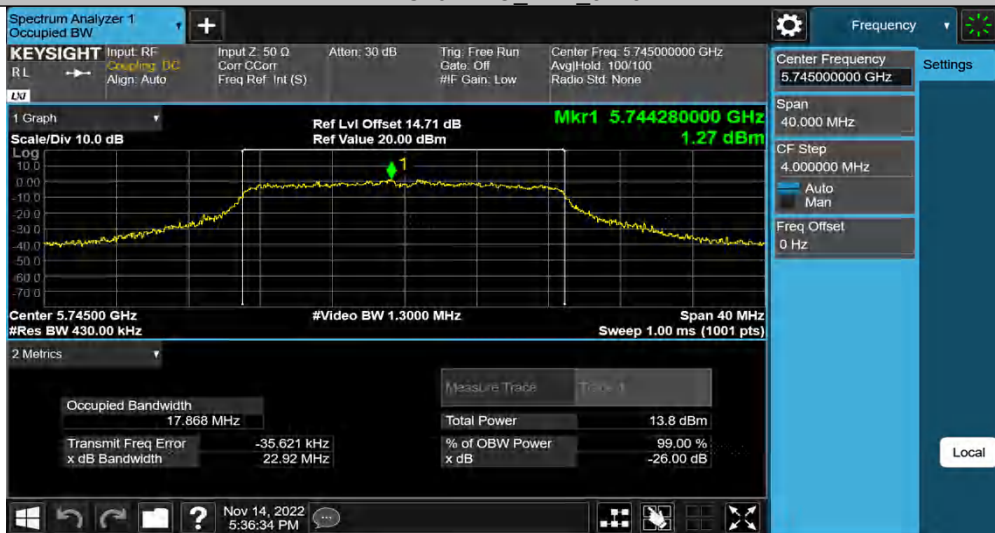 Spectrum Analyzer 1
Occupied BW
+
Frequency
KEYSIGHT
RL
LXI
Input: RF
Coupling: DC
Align: Auto
Input Z: 50 Ω
Corr CCorr
Freq Ref: Int (S)
Atten: 30 dB
Trig: Free Run
Gate: Off
#IF Gain: Low
Center Freq: 5.745000000 GHz
Avg|Hold: 100/100
Radio Std: None
Center Frequency
5.745000000 GHz
Settings
Span
40.000 MHz
CF Step
4.000000 MHz
Auto
Man
Freq Offset
0 Hz
1 Graph
Scale/Div 10.0 dB
Ref Lvl Offset 14.71 dB
Ref Value 20.00 dBm
Mkr1 5.744280000 GHz
1.27 dBm
Log
10.0
0.00
-10.0
-20.0
-30.0
-40.0
-50.0
-60.0
-70.0
1
Center 5.74500 GHz
#Res BW 430.00 kHz
#Video BW 1.3000 MHz
Span 40 MHz
Sweep 1.00 ms (1001 pts)
2 Metrics
Measure Trace
Trace 1
Occupied Bandwidth
17.868 MHz
Total Power 13.8 dBm
Transmit Freq Error -35.621 kHz
% of OBW Power 99.00 %
x dB Bandwidth 22.92 MHz
x dB -26.00 dB
Local
?
Nov 14, 2022
5:36:34 PM